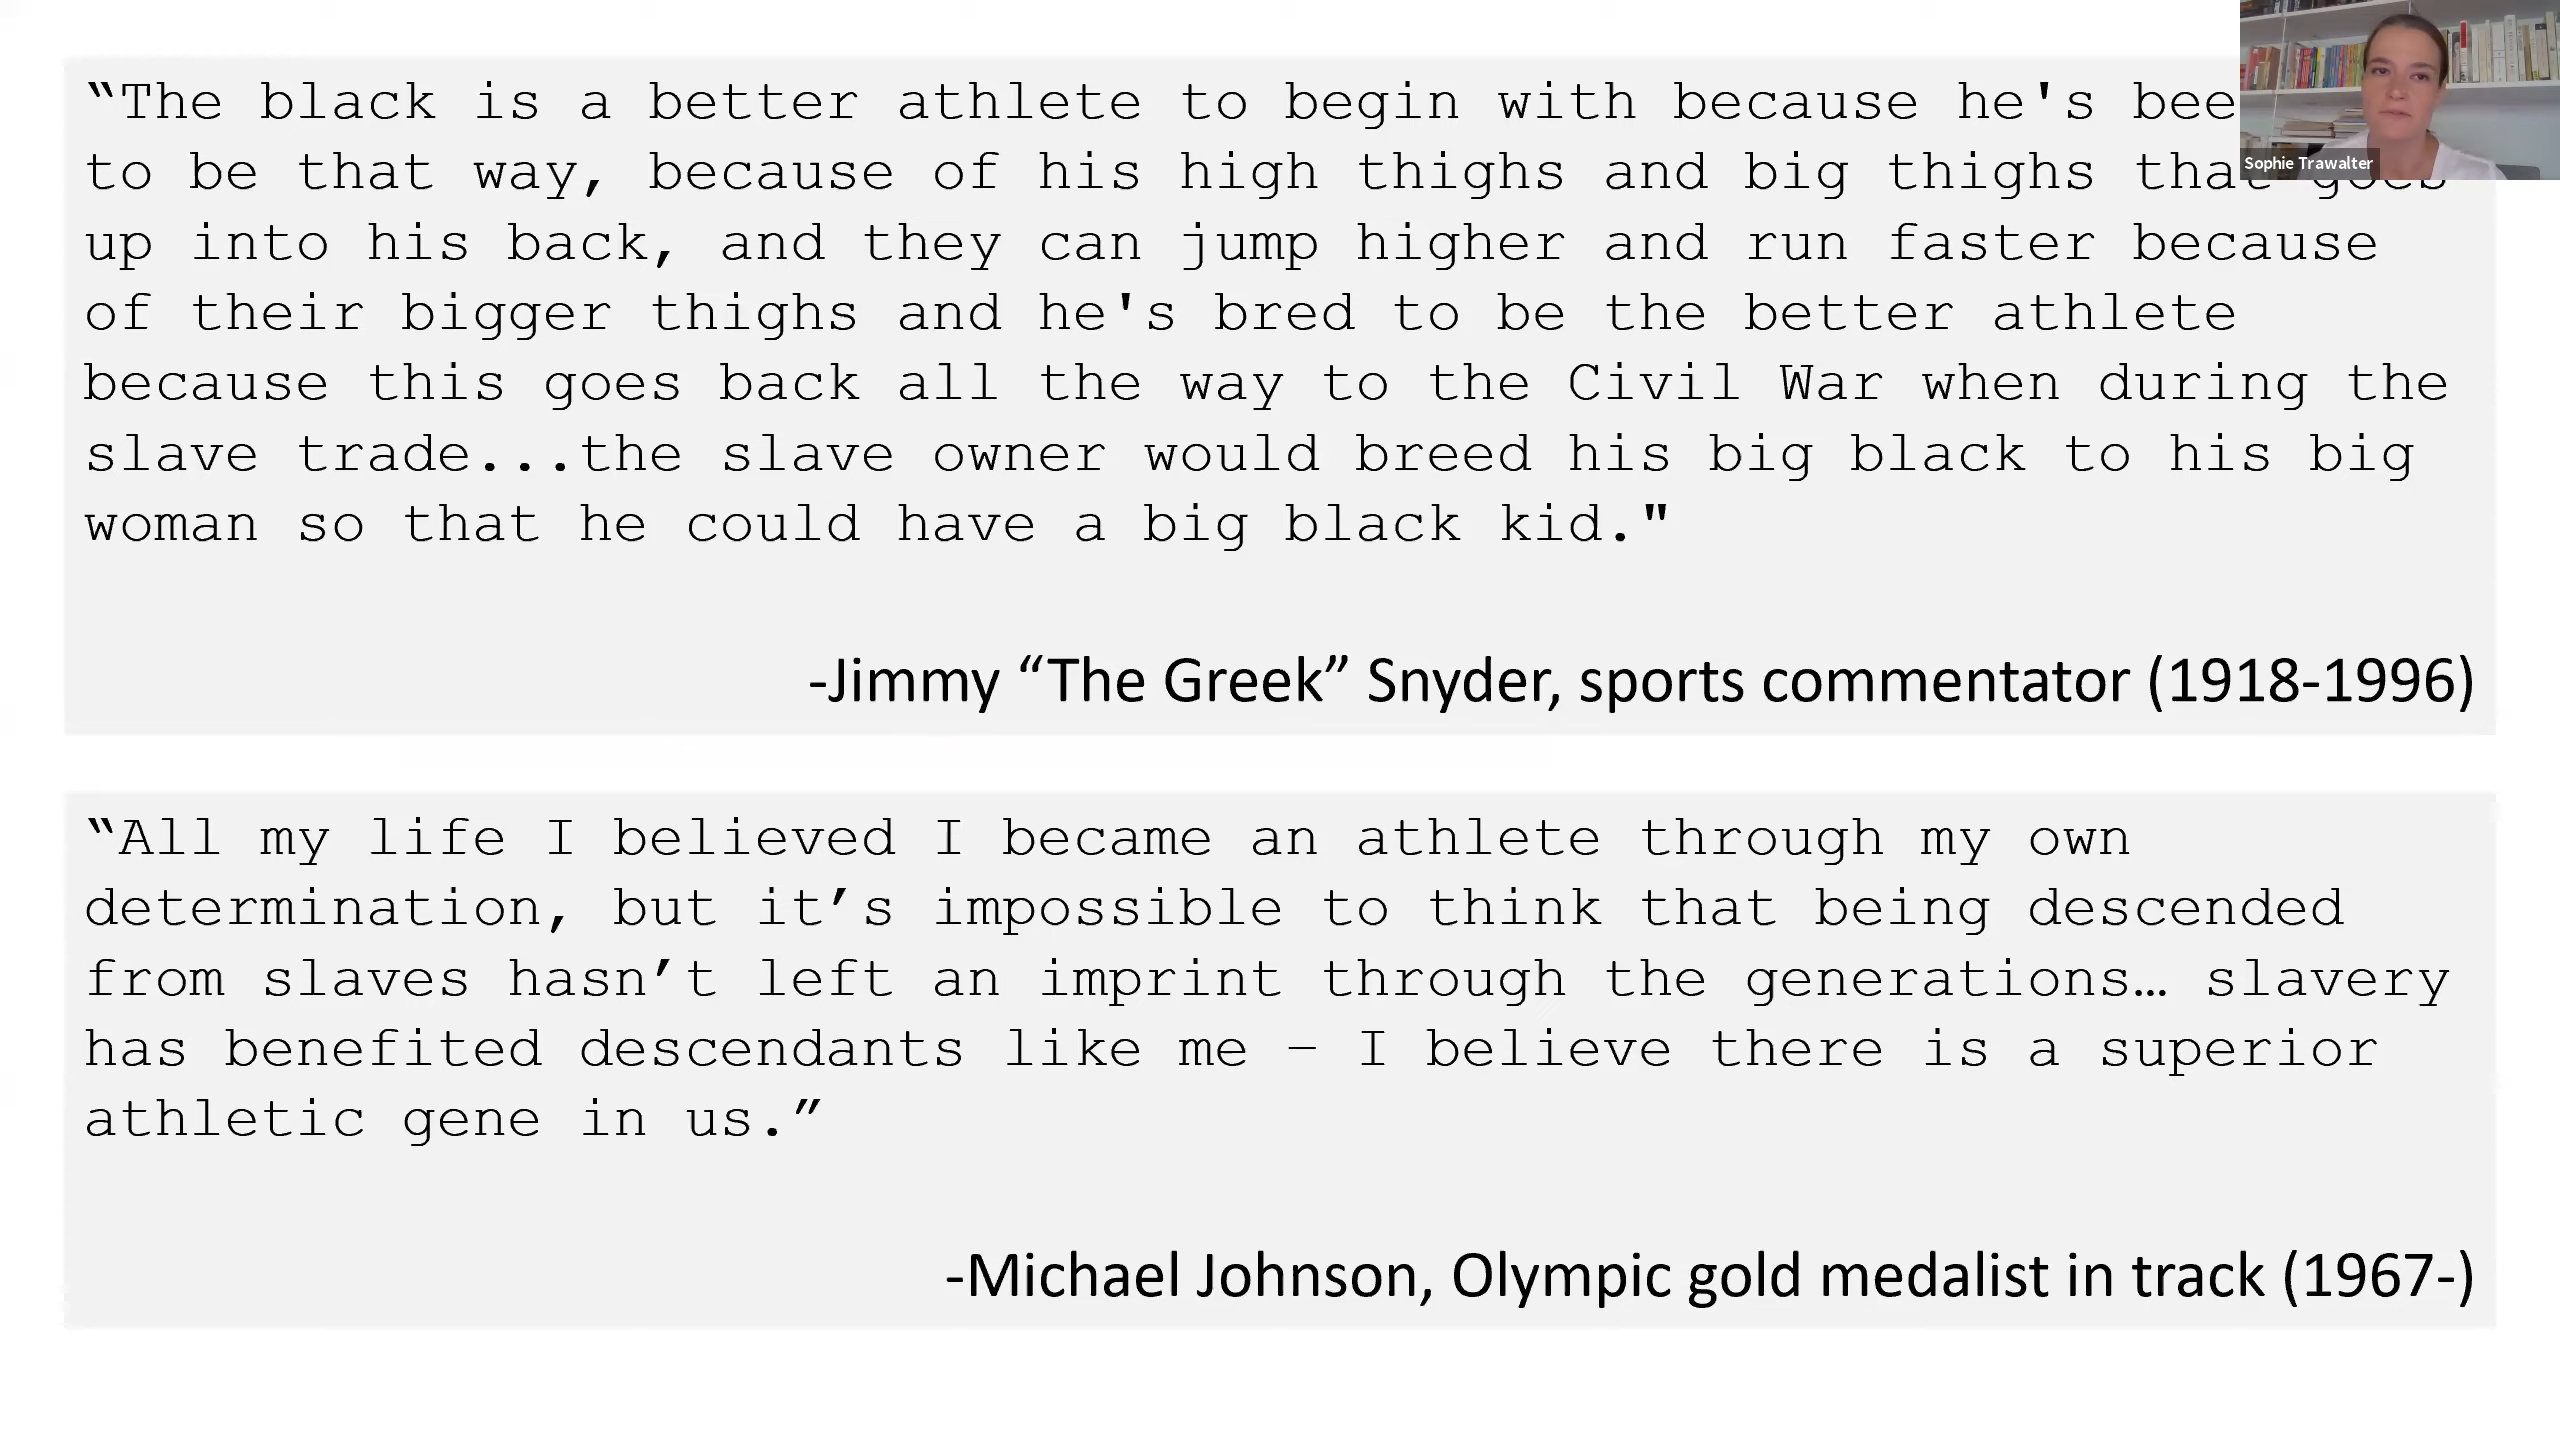 “The black is a better athlete to begin with because he's bee
Sophie Trawalter
to be that way, because of his high thighs and big thighs that goes
up into his back, and they can jump higher and run faster because
of their bigger thighs and he's bred to be the better athlete
because this goes back all the way to the Civil War when during the
slave trade...the slave owner would breed his big black to his big
woman so that he could have a big black kid."
-Jimmy “The Greek” Snyder, sports commentator (1918-1996)
“All my life I believed I became an athlete through my own
determination, but it’s impossible to think that being descended
from slaves hasn’t left an imprint through the generations… slavery
has benefited descendants like me – I believe there is a superior
athletic gene in us.”
-Michael Johnson, Olympic gold medalist in track (1967-)